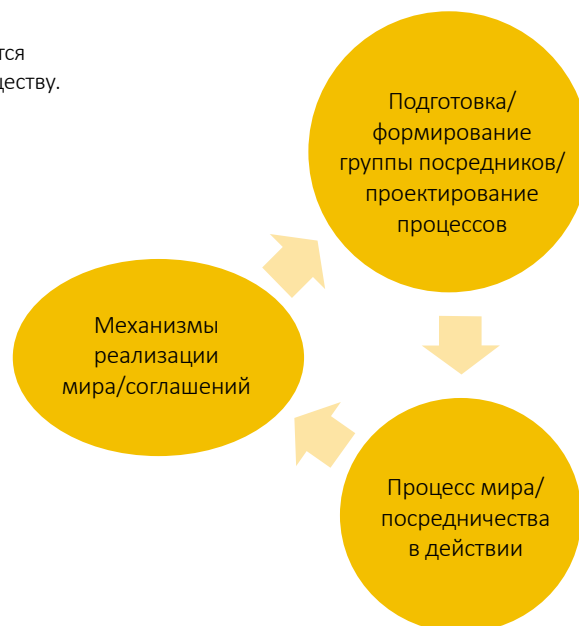 Подготовка/
формирование
группы посредников/
проектирование
процессов
Механизмы
реализации
мира/соглашений
Процесс мира/
посредничества
в действии